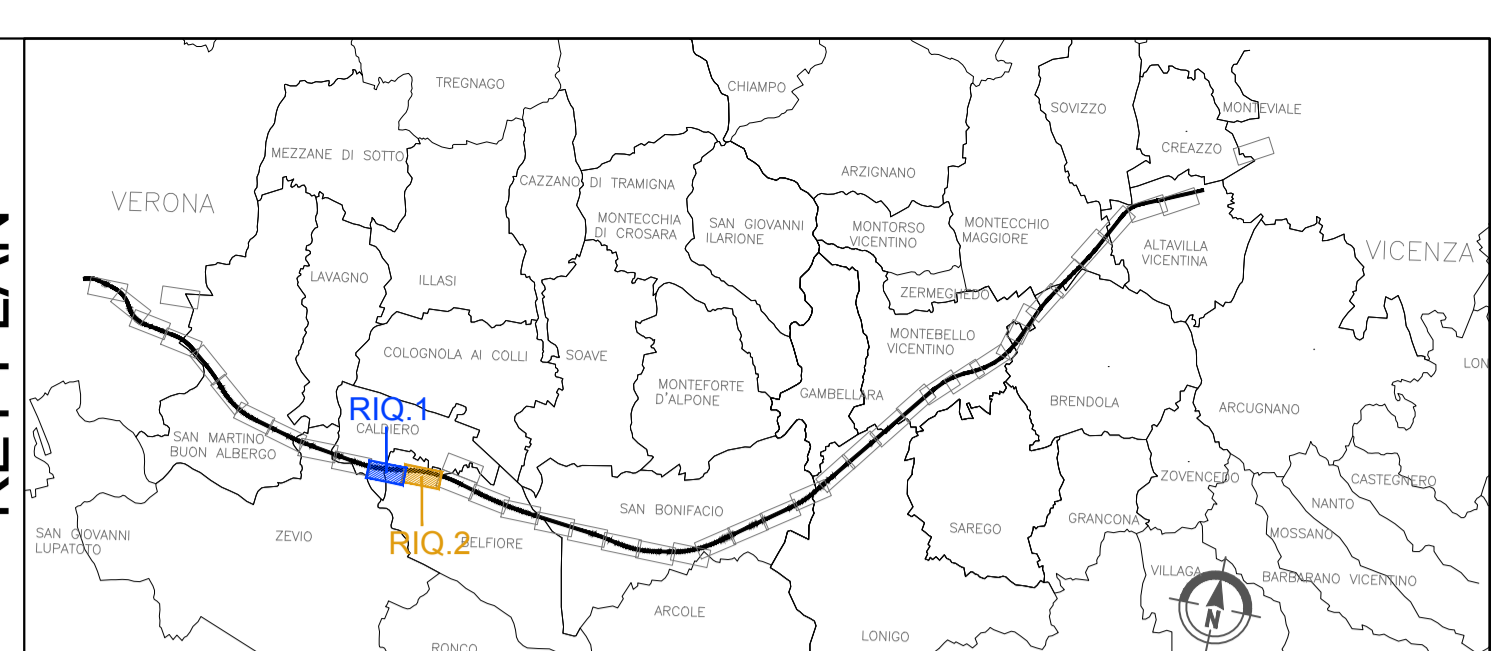 TREGNAGO
CHIAMPO
SOVIZZO
MONTEVIALE
CREAZZO
MEZZANE DI SOTTO
ARZIGNANO
CAZZANO DI TRAMIGNA
VERONA
MONTECCHIA
DI CROSARA
SAN GIOVANNI
ILARIONE
MONTORSO
VICENTINO
MONTECCHIO
MAGGIORE
ALTAVILLA
VICENTINA
VICENZA
LAVAGNO
ILLASI
ZERMEGHEDO
MONTEBELLO
VICENTINO
COLOGNOLA AI COLLI
SOAVE
LON
MONTEFORTE
D'ALPONE
GAMBELLARA
BRENDOLA
ARCUGNANO
RIQ.1
CALDIERO
SAN MARTINO
BUON ALBERGO
ZOVENCEDO
CASTEGNERO
NANTO
SAN BONIFACIO
GRANCONA
SAREGO
MOSSANO
SAN GIOVANNI
LUPATOTO
ZEVIO
RIQ.2
BELFIORE
VILLAGA
BARBARANO VICENTINO
ARCOLE
N
LONIGO
RONCO